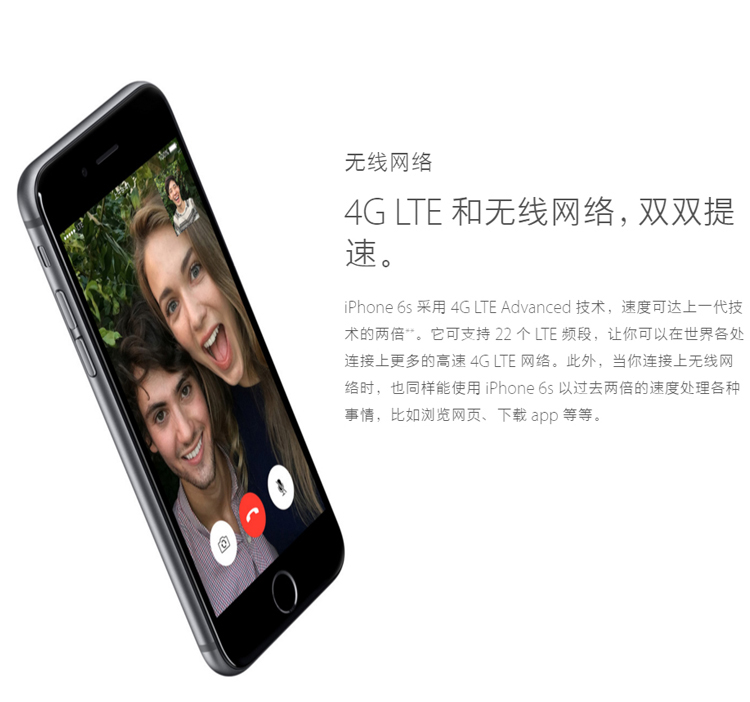 无线网络
4G LTE 和无线网络，双双提
速。
iPhone 6s 采用 4G LTE Advanced 技术，速度可达上一代技
术的两倍**。它可支持 22 个 LTE 频段，让你可以在世界各处
连接上更多的高速 4G LTE 网络。此外，当你连接上无线网
络时，也同样能使用 iPhone 6s 以过去两倍的速度处理各种
事情，比如浏览网页、下载 app 等等。